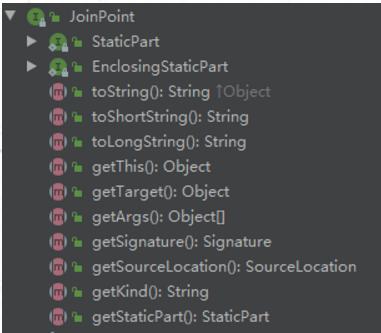 JoinPoint
StaticPart
EnclosingStaticPart
toString(): String ↑Object
toShortString(): String
toLongString(): String
getThis(): Object
getTarget(): Object
getArgs(): Object[]
getSignature(): Signature
getSourceLocation(): SourceLocation
getKind(): String
getStaticPart(): StaticPart